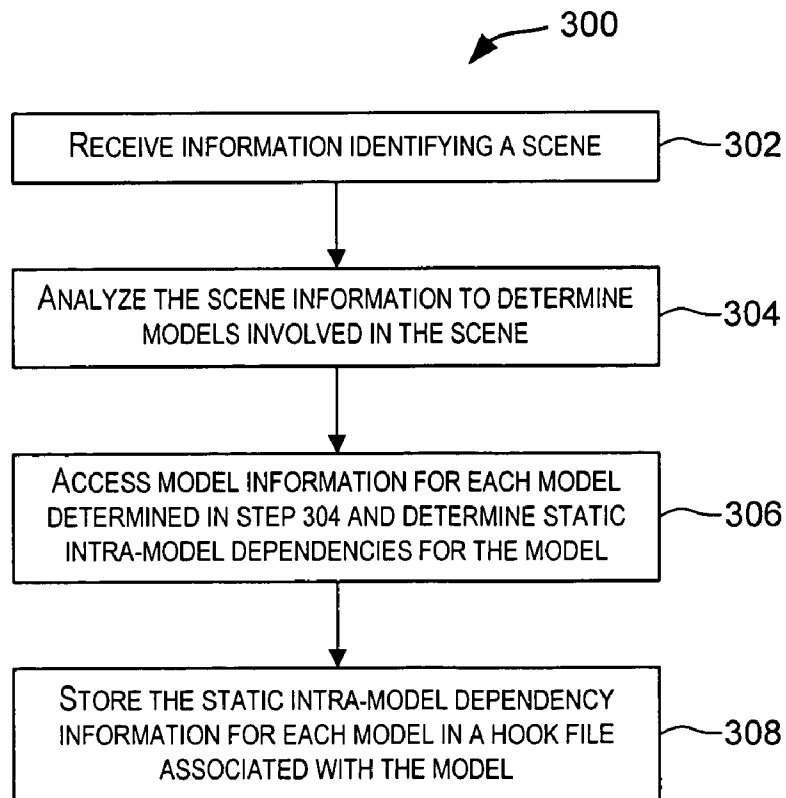 300
RECEIVE INFORMATION IDENTIFYING A SCENE
302
ANALYZE THE SCENE INFORMATION TO DETERMINE
MODELS INVOLVED IN THE SCENE
304
ACCESS MODEL INFORMATION FOR EACH MODEL
DETERMINED IN STEP 304 AND DETERMINE STATIC
INTRA-MODEL DEPENDENCIES FOR THE MODEL
306
STORE THE STATIC INTRA-MODEL DEPENDENCY
INFORMATION FOR EACH MODEL IN A HOOK FILE
ASSOCIATED WITH THE MODEL
308